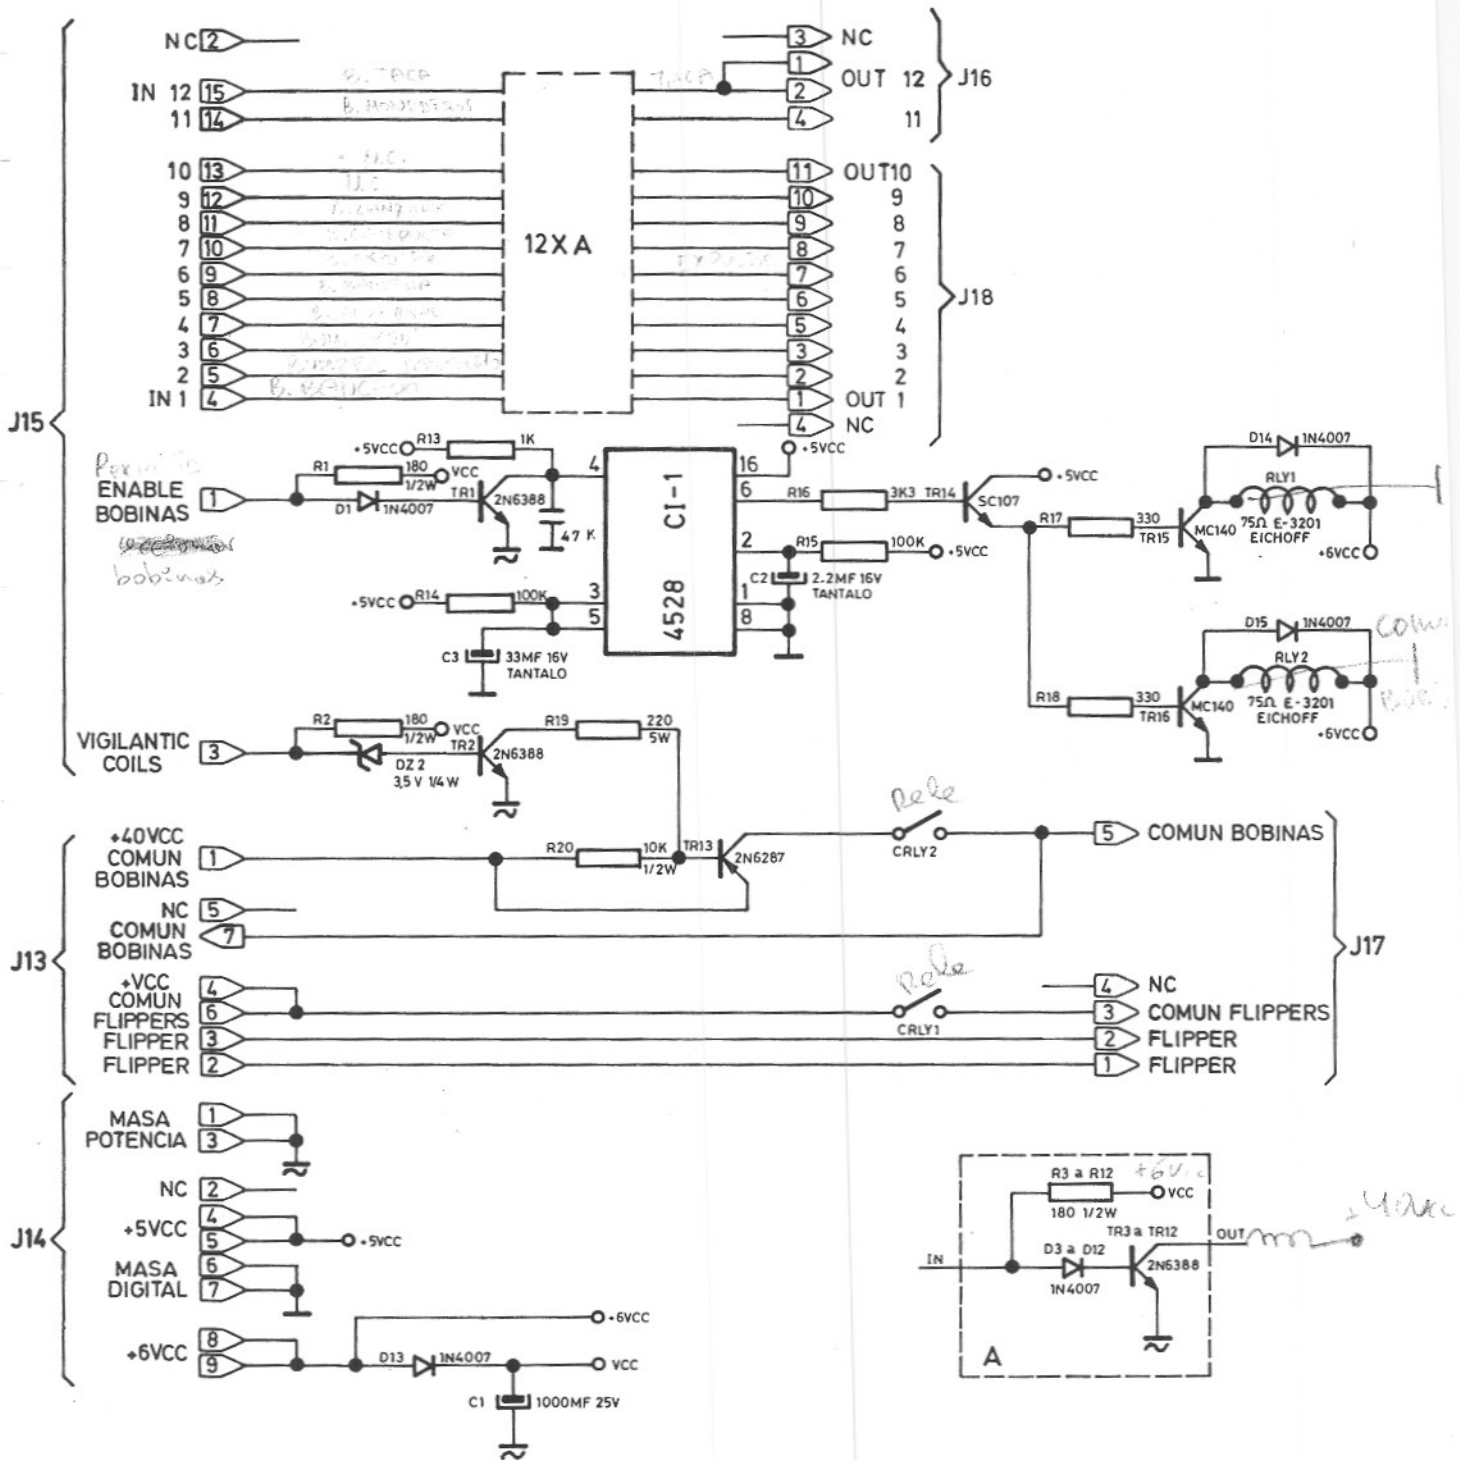 NC 2
3 NC
1
IN 12 15
2 OUT 12
J16
11 14
4 11
10 13
11 OUT10
9 12
10 9
8 11
9 8
7 10
12XA
8 7
6 9
7 6
5 8
6 5
J18
4 7
5 4
3 6
3 3
2 5
2 2
IN 1 4
1 OUT 1
J15
4 NC
+5VCC R13 1K
4 16 +5VCC
R1 180 VCC
1/2W
ENABLE
BOBINAS 1
D1 1N4007
TR1 2N6388
47 K
bobinas
CI-1
4528
6 R16 3K3 TR14
SC107
+5VCC
R17 330
TR15 MC140
D14 1N4007
RLY1
75Ω E-3201
EICHOFF
+6VCC
2 R15 100K +5VCC
C2 2.2MF 16V
TANTALO
+5VCC R14 100K 3
5
1
8
C3 33MF 16V
TANTALO
D15 1N4007
RLY2
75Ω E-3201
EICHOFF
R18 330
TR16 MC140
+6VCC
VIGILANTIC
COILS 3
R2 180 VCC
1/2W
DZ 2
3,5 V 1/4 W
TR2 2N6388
R19 220
5W
Rele
+40VCC
COMUN
BOBINAS 1
R20 10K
1/2W
TR13 2N6287
CRLY2
5 COMUN BOBINAS
NC 5
COMUN
BOBINAS 7
J13
J17
Rele
+VCC 4
COMUN
FLIPPERS 6
CRLY1
4 NC
3 COMUN FLIPPERS
FLIPPER 3
2 FLIPPER
FLIPPER 2
1 FLIPPER
MASA 1
POTENCIA 3
NC 2
4
+5VCC 5 +5VCC
J14
MASA 6
DIGITAL 7
+6VCC 8
9
+6VCC
D13 1N4007 VCC
C1 1000MF 25V
R3 a R12 +6Vcc
VCC
180 1/2W
TR3 a TR12
OUT
IN
D3 a D12
1N4007
2N6388
A